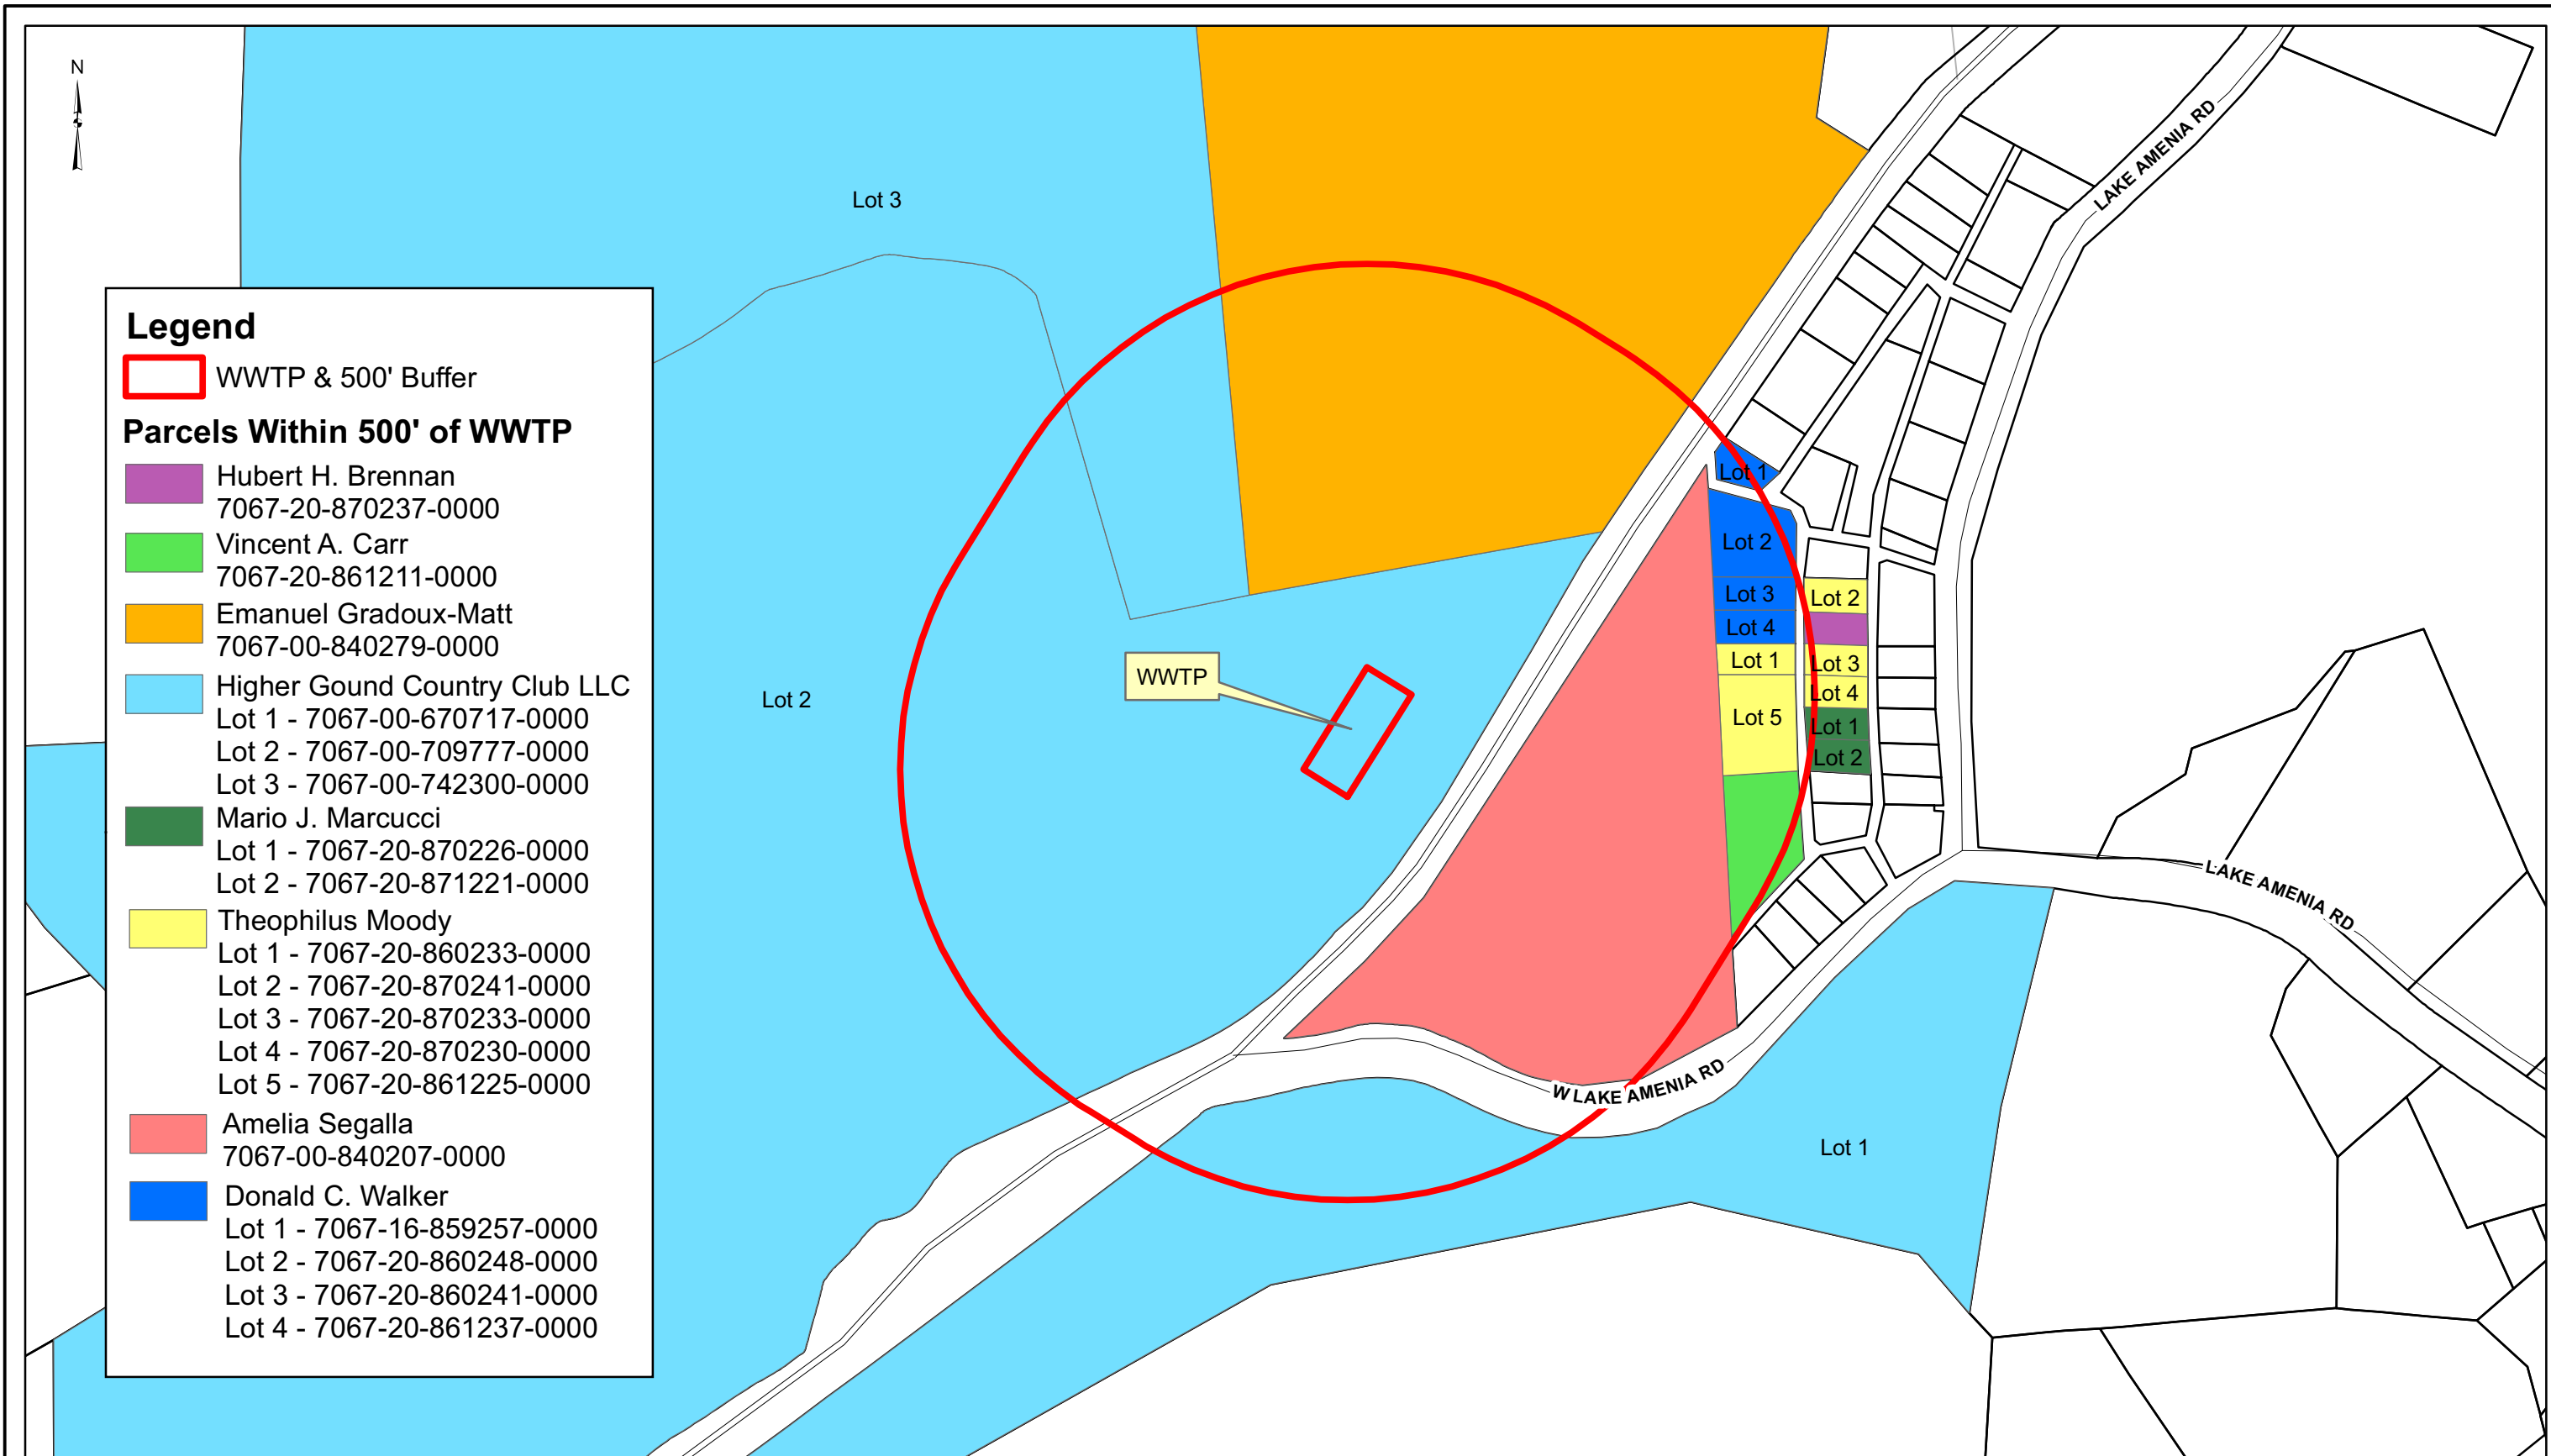 N
Legend
WWTP & 500' Buffer
Parcels Within 500' of WWTP
Hubert H. Brennan
7067-20-870237-0000
Vincent A. Carr
7067-20-861211-0000
Emanuel Gradoux-Matt
7067-00-840279-0000
Higher Gound Country Club LLC
Lot 1 - 7067-00-670717-0000
Lot 2 - 7067-00-709777-0000
Lot 3 - 7067-00-742300-0000
Mario J. Marcucci
Lot 1 - 7067-20-870226-0000
Lot 2 - 7067-20-871221-0000
Theophilus Moody
Lot 1 - 7067-20-860233-0000
Lot 2 - 7067-20-870241-0000
Lot 3 - 7067-20-870233-0000
Lot 4 - 7067-20-870230-0000
Lot 5 - 7067-20-861225-0000
Amelia Segalla
7067-00-840207-0000
Donald C. Walker
Lot 1 - 7067-16-859257-0000
Lot 2 - 7067-20-860248-0000
Lot 3 - 7067-20-860241-0000
Lot 4 - 7067-20-861237-0000
Lot 3
Lot 2
WWTP
LAKE AMENIA RD
Lot 1
Lot 2
Lot 3
Lot 4
Lot 1
Lot 5
Lot 2
Lot 3
Lot 4
Lot 1
Lot 2
LAKE AMENIA RD
W LAKE AMENIA RD
Lot 1